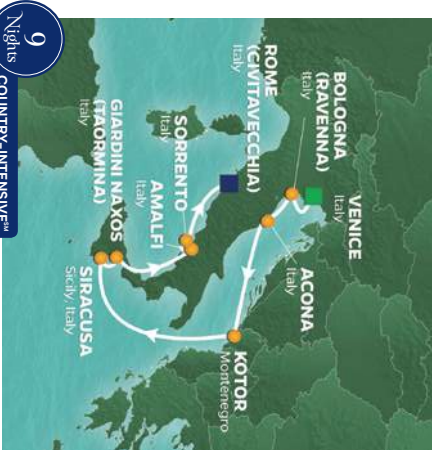 9
Nights
COUNTRY-INTENSIVE℠
VENICE
Italy
BOLOGNA
(RAVENNA)
Italy
ACONA
Italy
ROME
(CIVITAVECCHIA)
Italy
SORRENTO
Italy
AMALFI
Italy
KOTOR
Montenegro
GIARDINI NAXOS
(TAORMINA)
Italy
SIRACUSA
Sicily, Italy